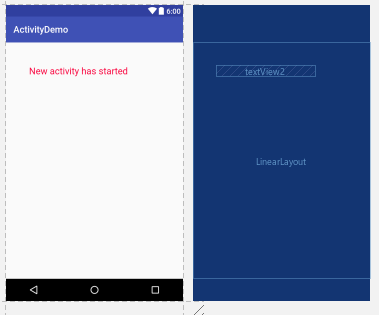 6:00
ActivityDemo
New activity has started
textView2
LinearLayout